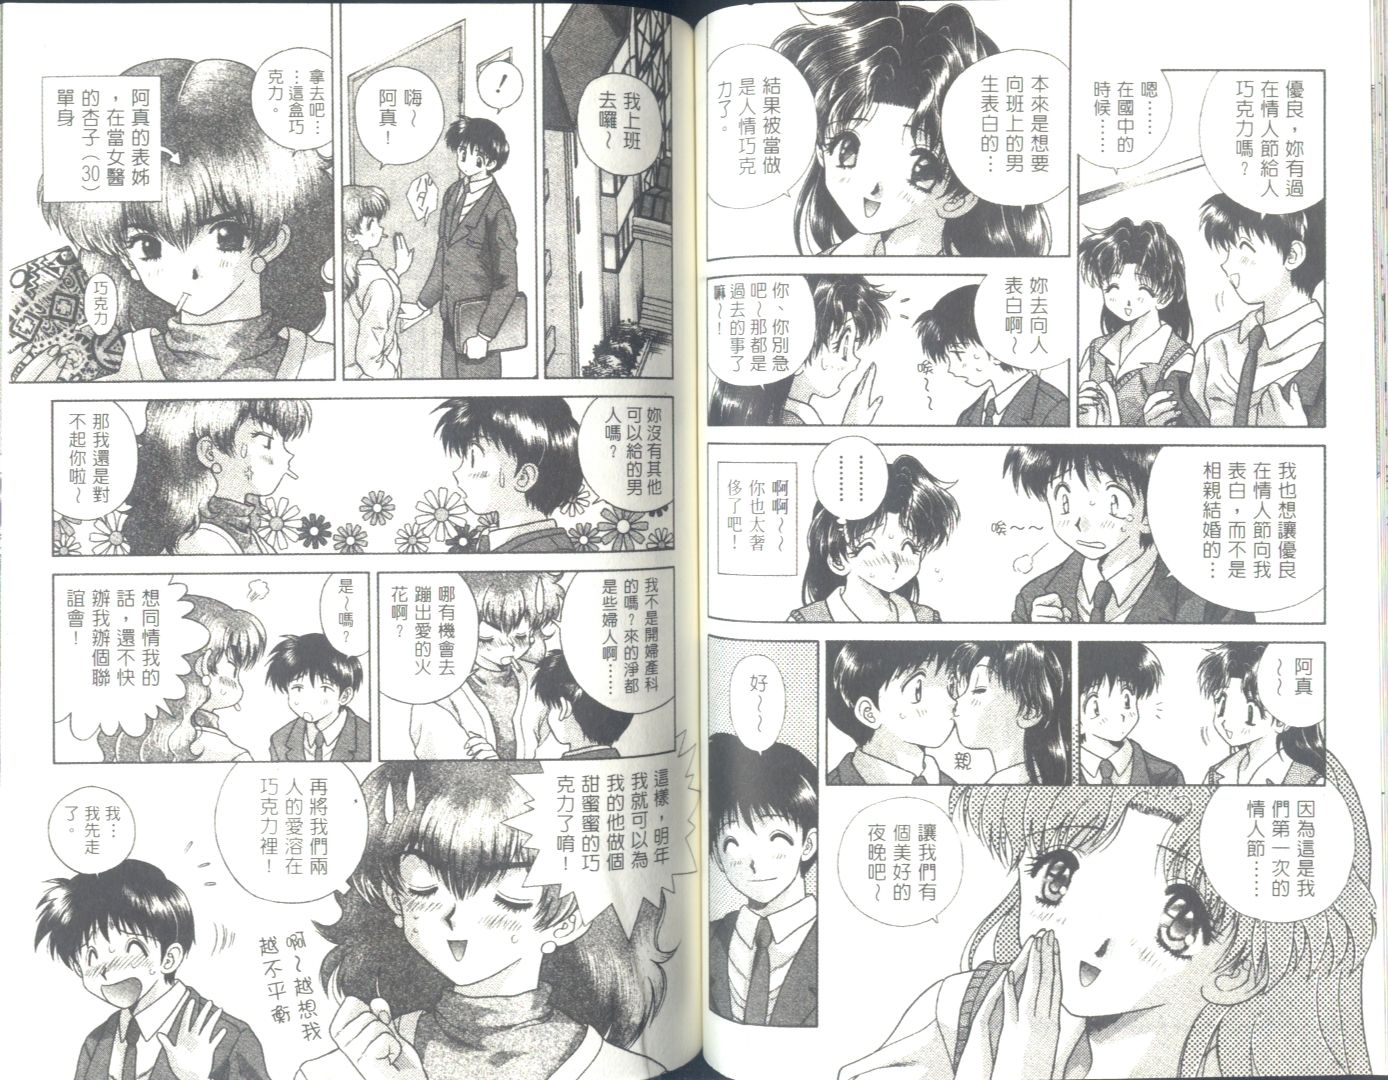 優良，妳有過
在情人節給人
巧克力嗎？
嗯……
在國中的
時候……
本來是想要
向班上的男
生表白的…
結果被當做
是人情巧克
力了。
妳去向人
表白啊～
唉～
你、你別急
吧～那都是
過去的事了
嘛～！
我也想讓優良
在情人節向我
表白，而不是
相親結婚的…
唉～～
………
………
啊啊～
你也太奢
侈了吧！
阿真
～～
親
因為這是我
們第一次的
情人節……
讓我們有
個美好的
夜晚吧～
好～～
我上班
去囉～
！
嗨～
阿真！
拿去吧…
…這盒巧
克力。
阿真的表姊
，在當女醫
的杏子（30）
單身
巧克力
妳沒有其他
可以給的男
人嗎？
那我還是對
不起你啦～
我不是開婦產科
的嗎？來的淨都
是些婦人啊……
哪有機會去
蹦出愛的火
花啊？
是～嗎？
想同情我的
話，還不快
辦我辦個聯
誼會！
這樣，明年
我就可以為
我的他做個
甜蜜蜜的巧
克力了唷！
再將我們兩
人的愛溶在
巧克力裡！
啊～越想我
越不平衡
我…
我先走
了。